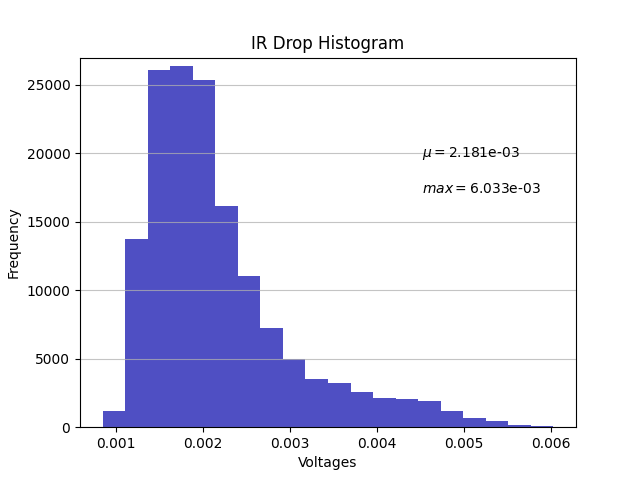 IR Drop Histogram
25000
20000
15000
10000
5000
0
Frequency
μ = 2.181e-03
max = 6.033e-03
0.001 0.002 0.003 0.004 0.005 0.006
Voltages